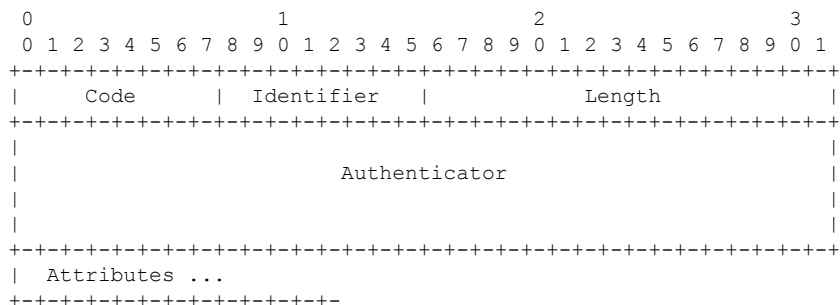 0                   1                   2                   3
 0 1 2 3 4 5 6 7 8 9 0 1 2 3 4 5 6 7 8 9 0 1 2 3 4 5 6 7 8 9 0 1
+-+-+-+-+-+-+-+-+-+-+-+-+-+-+-+-+-+-+-+-+-+-+-+-+-+-+-+-+-+-+-+-+
|     Code      |  Identifier   |            Length             |
+-+-+-+-+-+-+-+-+-+-+-+-+-+-+-+-+-+-+-+-+-+-+-+-+-+-+-+-+-+-+-+-+
|                                                               |
|                         Authenticator                         |
|                                                               |
|                                                               |
+-+-+-+-+-+-+-+-+-+-+-+-+-+-+-+-+-+-+-+-+-+-+-+-+-+-+-+-+-+-+-+-+
|  Attributes ...
+-+-+-+-+-+-+-+-+-+-+-+-+-